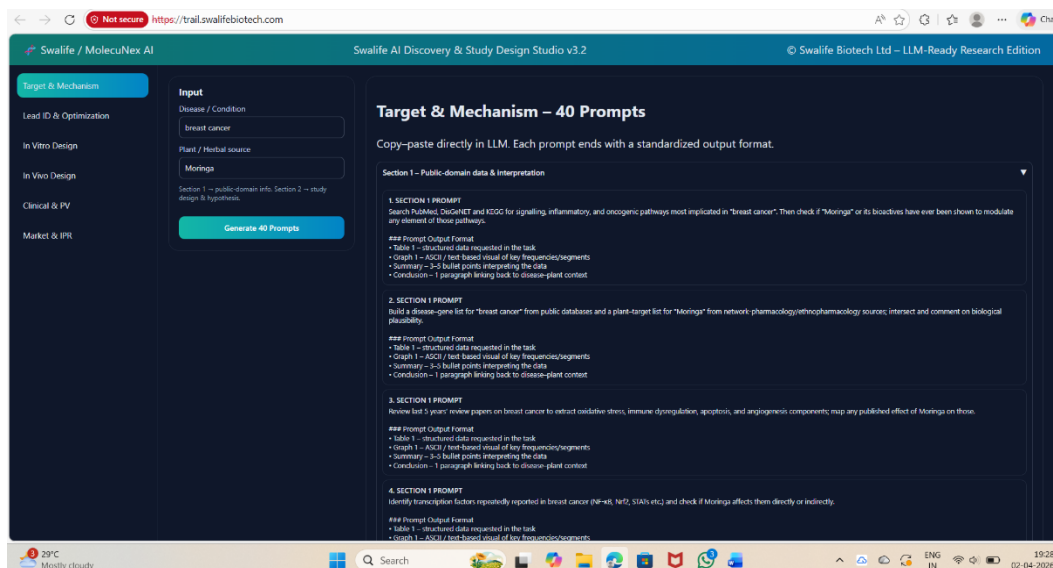 Not secure https://trail.swalifebiotech.com
Swalife / MolecuNex AI
Swalife AI Discovery & Study Design Studio v3.2
© Swalife Biotech Ltd – LLM-Ready Research Edition
Target & Mechanism
Lead ID & Optimization
In Vitro Design
In Vivo Design
Clinical & PV
Market & IPR
Input
Disease / Condition
breast cancer
Plant / Herbal source
Moringa
Section 1 → public-domain info. Section 2 → study
design & hypothesis.
Generate 40 Prompts
Target & Mechanism – 40 Prompts
Copy–paste directly in LLM. Each prompt ends with a standardized output format.
Section 1 – Public-domain data & interpretation
1. SECTION 1 PROMPT
Search PubMed, DisGeNET and KEGG for signalling, inflammatory, and oncogenic pathways most implicated in "breast cancer". Then check if "Moringa" or its bioactives have ever been shown to modulate
any element of those pathways.
### Prompt Output Format
• Table 1 – structured data requested in the task
• Graph 1 – ASCII / text-based visual of key frequencies/segments
• Summary – 3–5 bullet points interpreting the data
• Conclusion – 1 paragraph linking back to disease-plant context
2. SECTION 1 PROMPT
Build a disease–gene list for "breast cancer" from public databases and a plant–target list for "Moringa" from network-pharmacology/ethnopharmacology sources; intersect and comment on biological
plausibility.
### Prompt Output Format
• Table 1 – structured data requested in the task
• Graph 1 – ASCII / text-based visual of key frequencies/segments
• Summary – 3–5 bullet points interpreting the data
• Conclusion – 1 paragraph linking back to disease-plant context
3. SECTION 1 PROMPT
Review last 5 years' review papers on breast cancer to extract oxidative stress, immune dysregulation, apoptosis, and angiogenesis components; map any published effect of Moringa on those.
### Prompt Output Format
• Table 1 – structured data requested in the task
• Graph 1 – ASCII / text-based visual of key frequencies/segments
• Summary – 3–5 bullet points interpreting the data
• Conclusion – 1 paragraph linking back to disease-plant context
4. SECTION 1 PROMPT
Identify transcription factors repeatedly reported in breast cancer (NF-κB, Nrf2, STATs etc.) and check if Moringa affects them directly or indirectly.
### Prompt Output Format
• Table 1 – structured data requested in the task
• Graph 1 – ASCII / text-based visual of key frequencies/segments
3
29°C
Mostly cloudy
Search
ENG
IN
19:28
02-04-2026